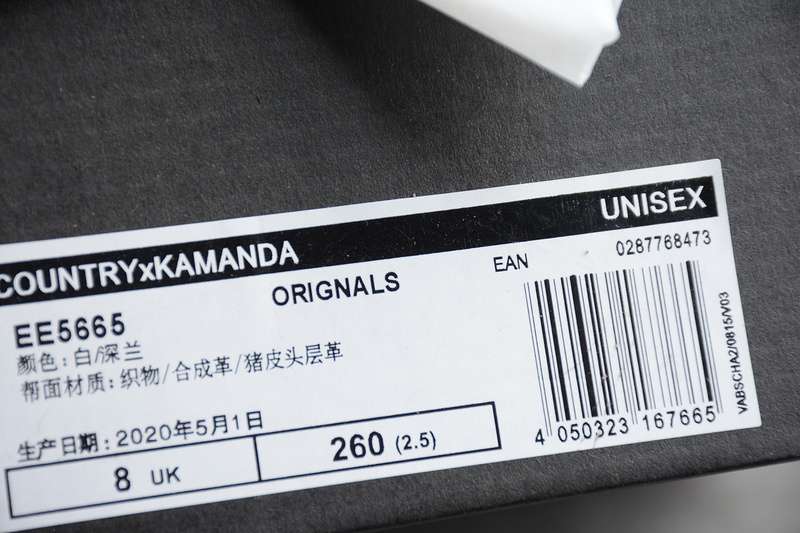 COUNTRYxKAMANDA UNISEX
ORIGNALS EAN 0287768473
EE5665
颜色:白/深兰
帮面材质:织物/合成革/猪皮头层革
生产日期:2020年5月1日
8 UK 260 (2.5)
4 050323 167665
VABSCHA2/0815/V03